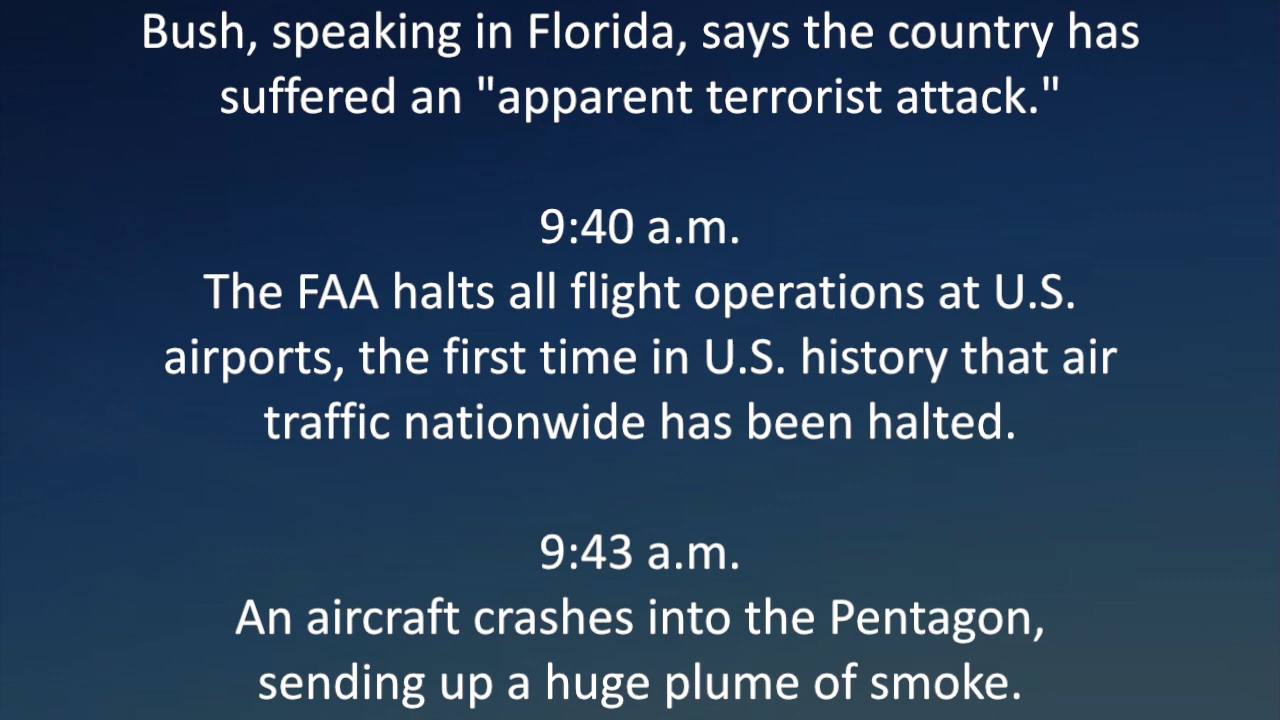 Bush, speaking in Florida, says the country has
suffered an "apparent terrorist attack."
9:40 a.m.
The FAA halts all flight operations at U.S.
airports, the first time in U.S. history that air
traffic nationwide has been halted.
9:43 a.m.
An aircraft crashes into the Pentagon,
sending up a huge plume of smoke.